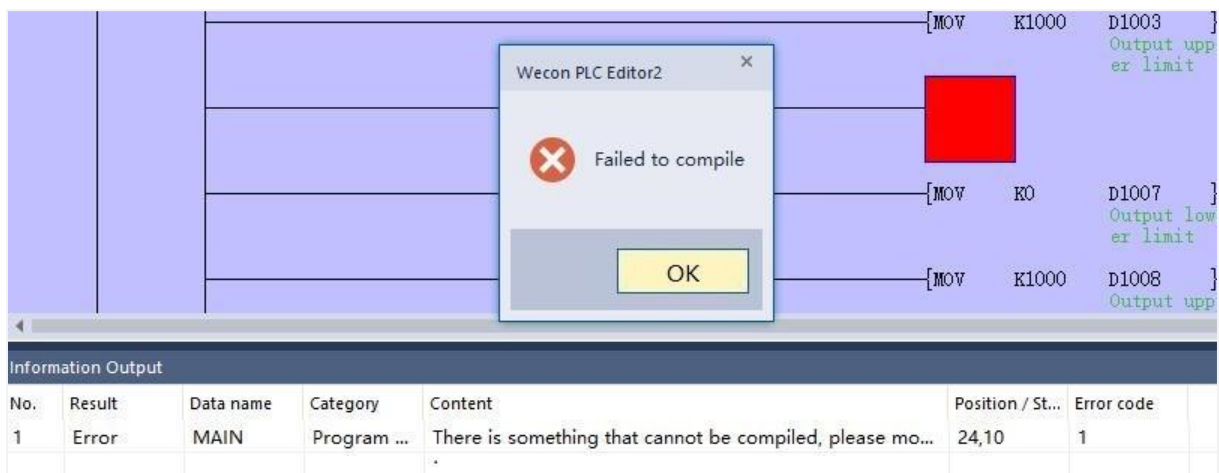 [MOV K1000 D1003 ]
Output upp
er limit
Wecon PLC Editor2 ×
Failed to compile
[MOV K0 D1007 ]
Output low
er limit
OK
[MOV K1000 D1008 ]
Output upp
Information Output
No. Result Data name Category Content Position / St... Error code
1 Error MAIN Program ... There is something that cannot be compiled, please mo... 24,10 1